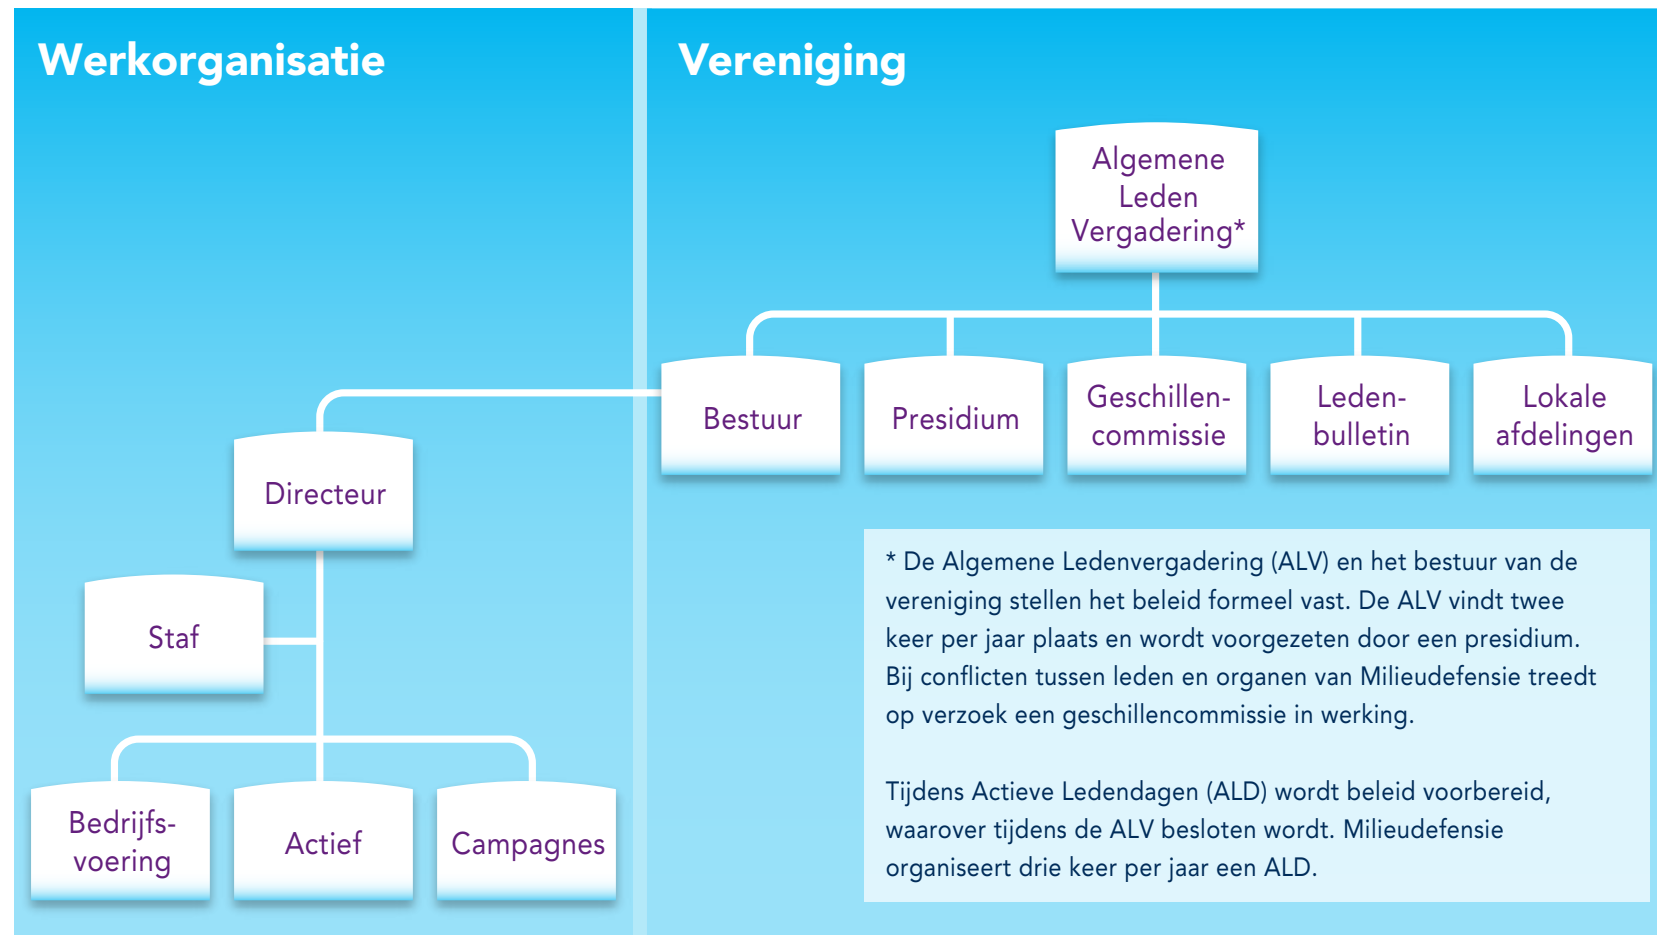 Werkorganisatie
Vereniging
Algemene
Leden
Vergadering*
Bestuur
Presidium
Geschillen-
commissie
Leden-
bulletin
Lokale
afdelingen
Directeur
Staf
Bedrijfs-
voering
Actief
Campagnes
* De Algemene Ledenvergadering (ALV) en het bestuur van de
vereniging stellen het beleid formeel vast. De ALV vindt twee
keer per jaar plaats en wordt voorgezeten door een presidium.
Bij conflicten tussen leden en organen van Milieudefensie treedt
op verzoek een geschillencommissie in werking.
Tijdens Actieve Ledendagen (ALD) wordt beleid voorbereid,
waarover tijdens de ALV besloten wordt. Milieudefensie
organiseert drie keer per jaar een ALD.